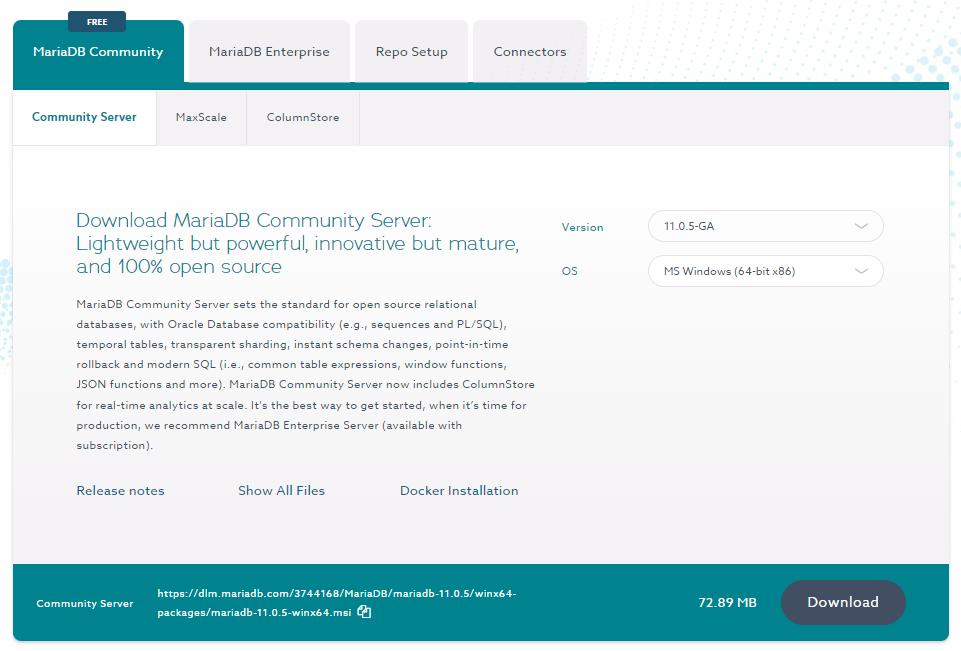 FREE
MariaDB Community
MariaDB Enterprise
Repo Setup
Connectors
Community Server
MaxScale
ColumnStore
Download MariaDB Community Server:
Lightweight but powerful, innovative but mature,
and 100% open source
Version
11.0.5-GA
OS
MS Windows (64-bit x86)
MariaDB Community Server sets the standard for open source relational
databases, with Oracle Database compatibility (e.g., sequences and PL/SQL),
temporal tables, transparent sharding, instant schema changes, point-in-time
rollback and modern SQL (i.e., common table expressions, window functions,
JSON functions and more). MariaDB Community Server now includes ColumnStore
for real-time analytics at scale. It's the best way to get started, when it's time for
production, we recommend MariaDB Enterprise Server (available with
subscription).
Release notes
Show All Files
Docker Installation
Community Server
https://dlm.mariadb.com/3744168/MariaDB/mariadb-11.0.5/winx64-
packages/mariadb-11.0.5-winx64.msi
72.89 MB
Download